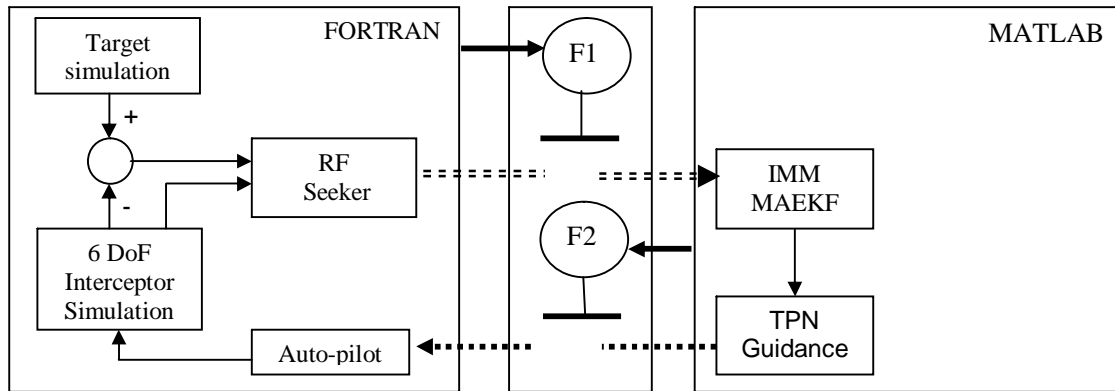 FORTRAN
Target
simulation
+
-
RF
Seeker
6 DoF
Interceptor
Simulation
Auto-pilot
F1
F2
MATLAB
IMM
MAEKF
TPN
Guidance